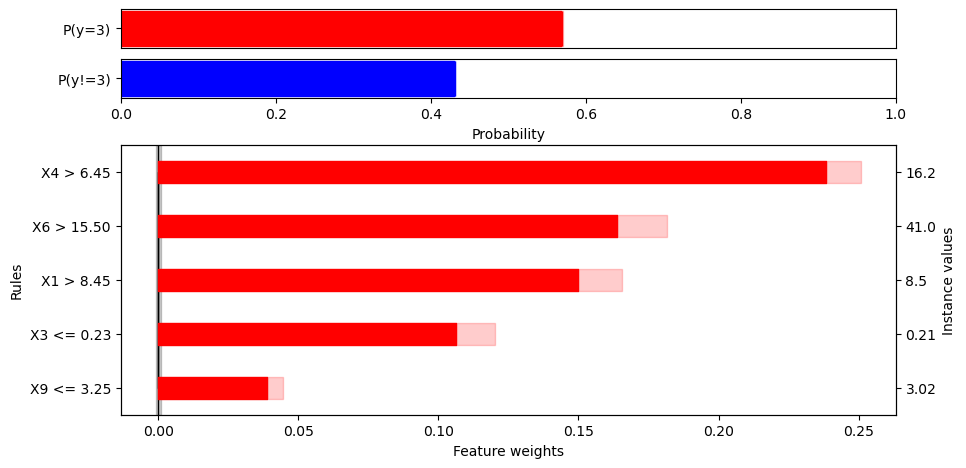 P(y=3)
P(y!=3)
0.0 0.2 0.4 0.6 0.8 1.0
Probability
X4 > 6.45 16.2
X6 > 15.50 41.0
X1 > 8.45 8.5
X3 <= 0.23 0.21
X9 <= 3.25 3.02
Rules
Instance values
0.00 0.05 0.10 0.15 0.20 0.25
Feature weights